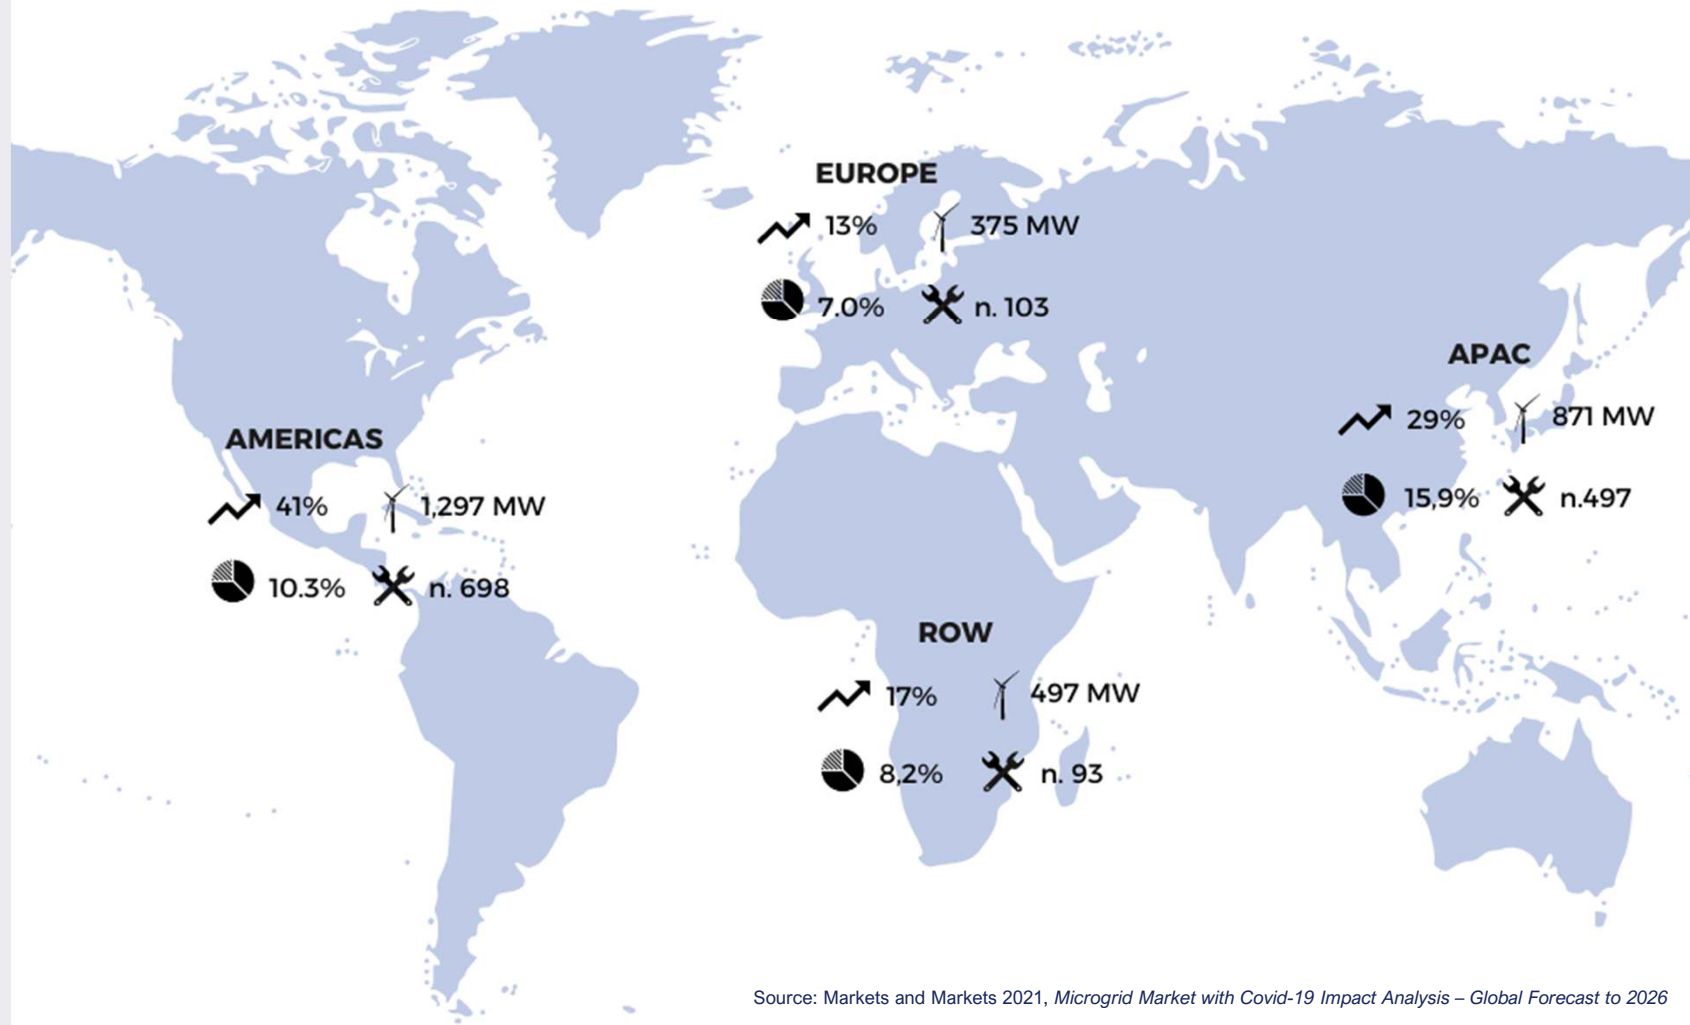 EUROPE
13% 375 MW
7.0% n. 103
APAC
29% 871 MW
15,9% n.497
AMERICAS
41% 1,297 MW
10.3% n. 698
ROW
17% 497 MW
8,2% n. 93
Source: Markets and Markets 2021, Microgrid Market with Covid-19 Impact Analysis – Global Forecast to 2026